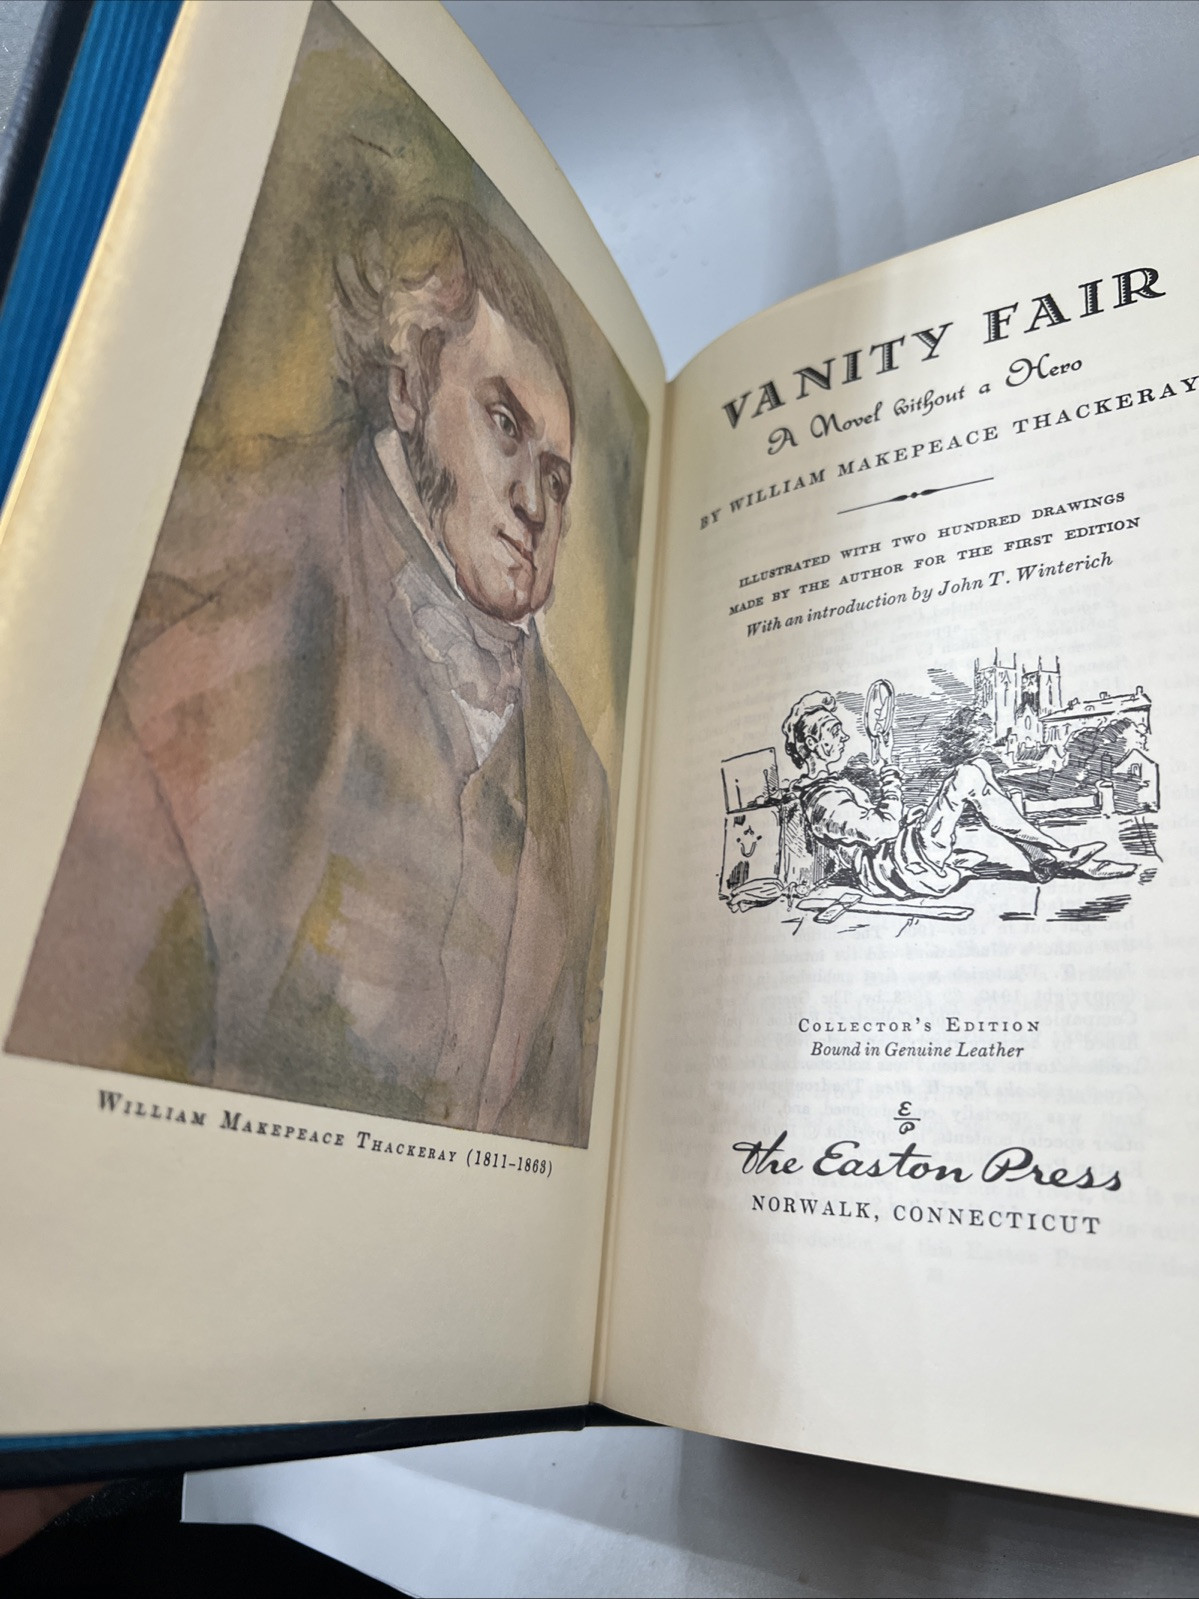 WILLIAM MAKEPEACE THACKERAY (1811–1863)
VANITY FAIR
A Novel without a Hero
BY WILLIAM MAKEPEACE THACKERAY
ILLUSTRATED WITH TWO HUNDRED DRAWINGS
MADE BY THE AUTHOR FOR THE FIRST EDITION
With an introduction by John T. Winterich
COLLECTOR'S EDITION
Bound in Genuine Leather
E
P
The Easton Press
NORWALK, CONNECTICUT